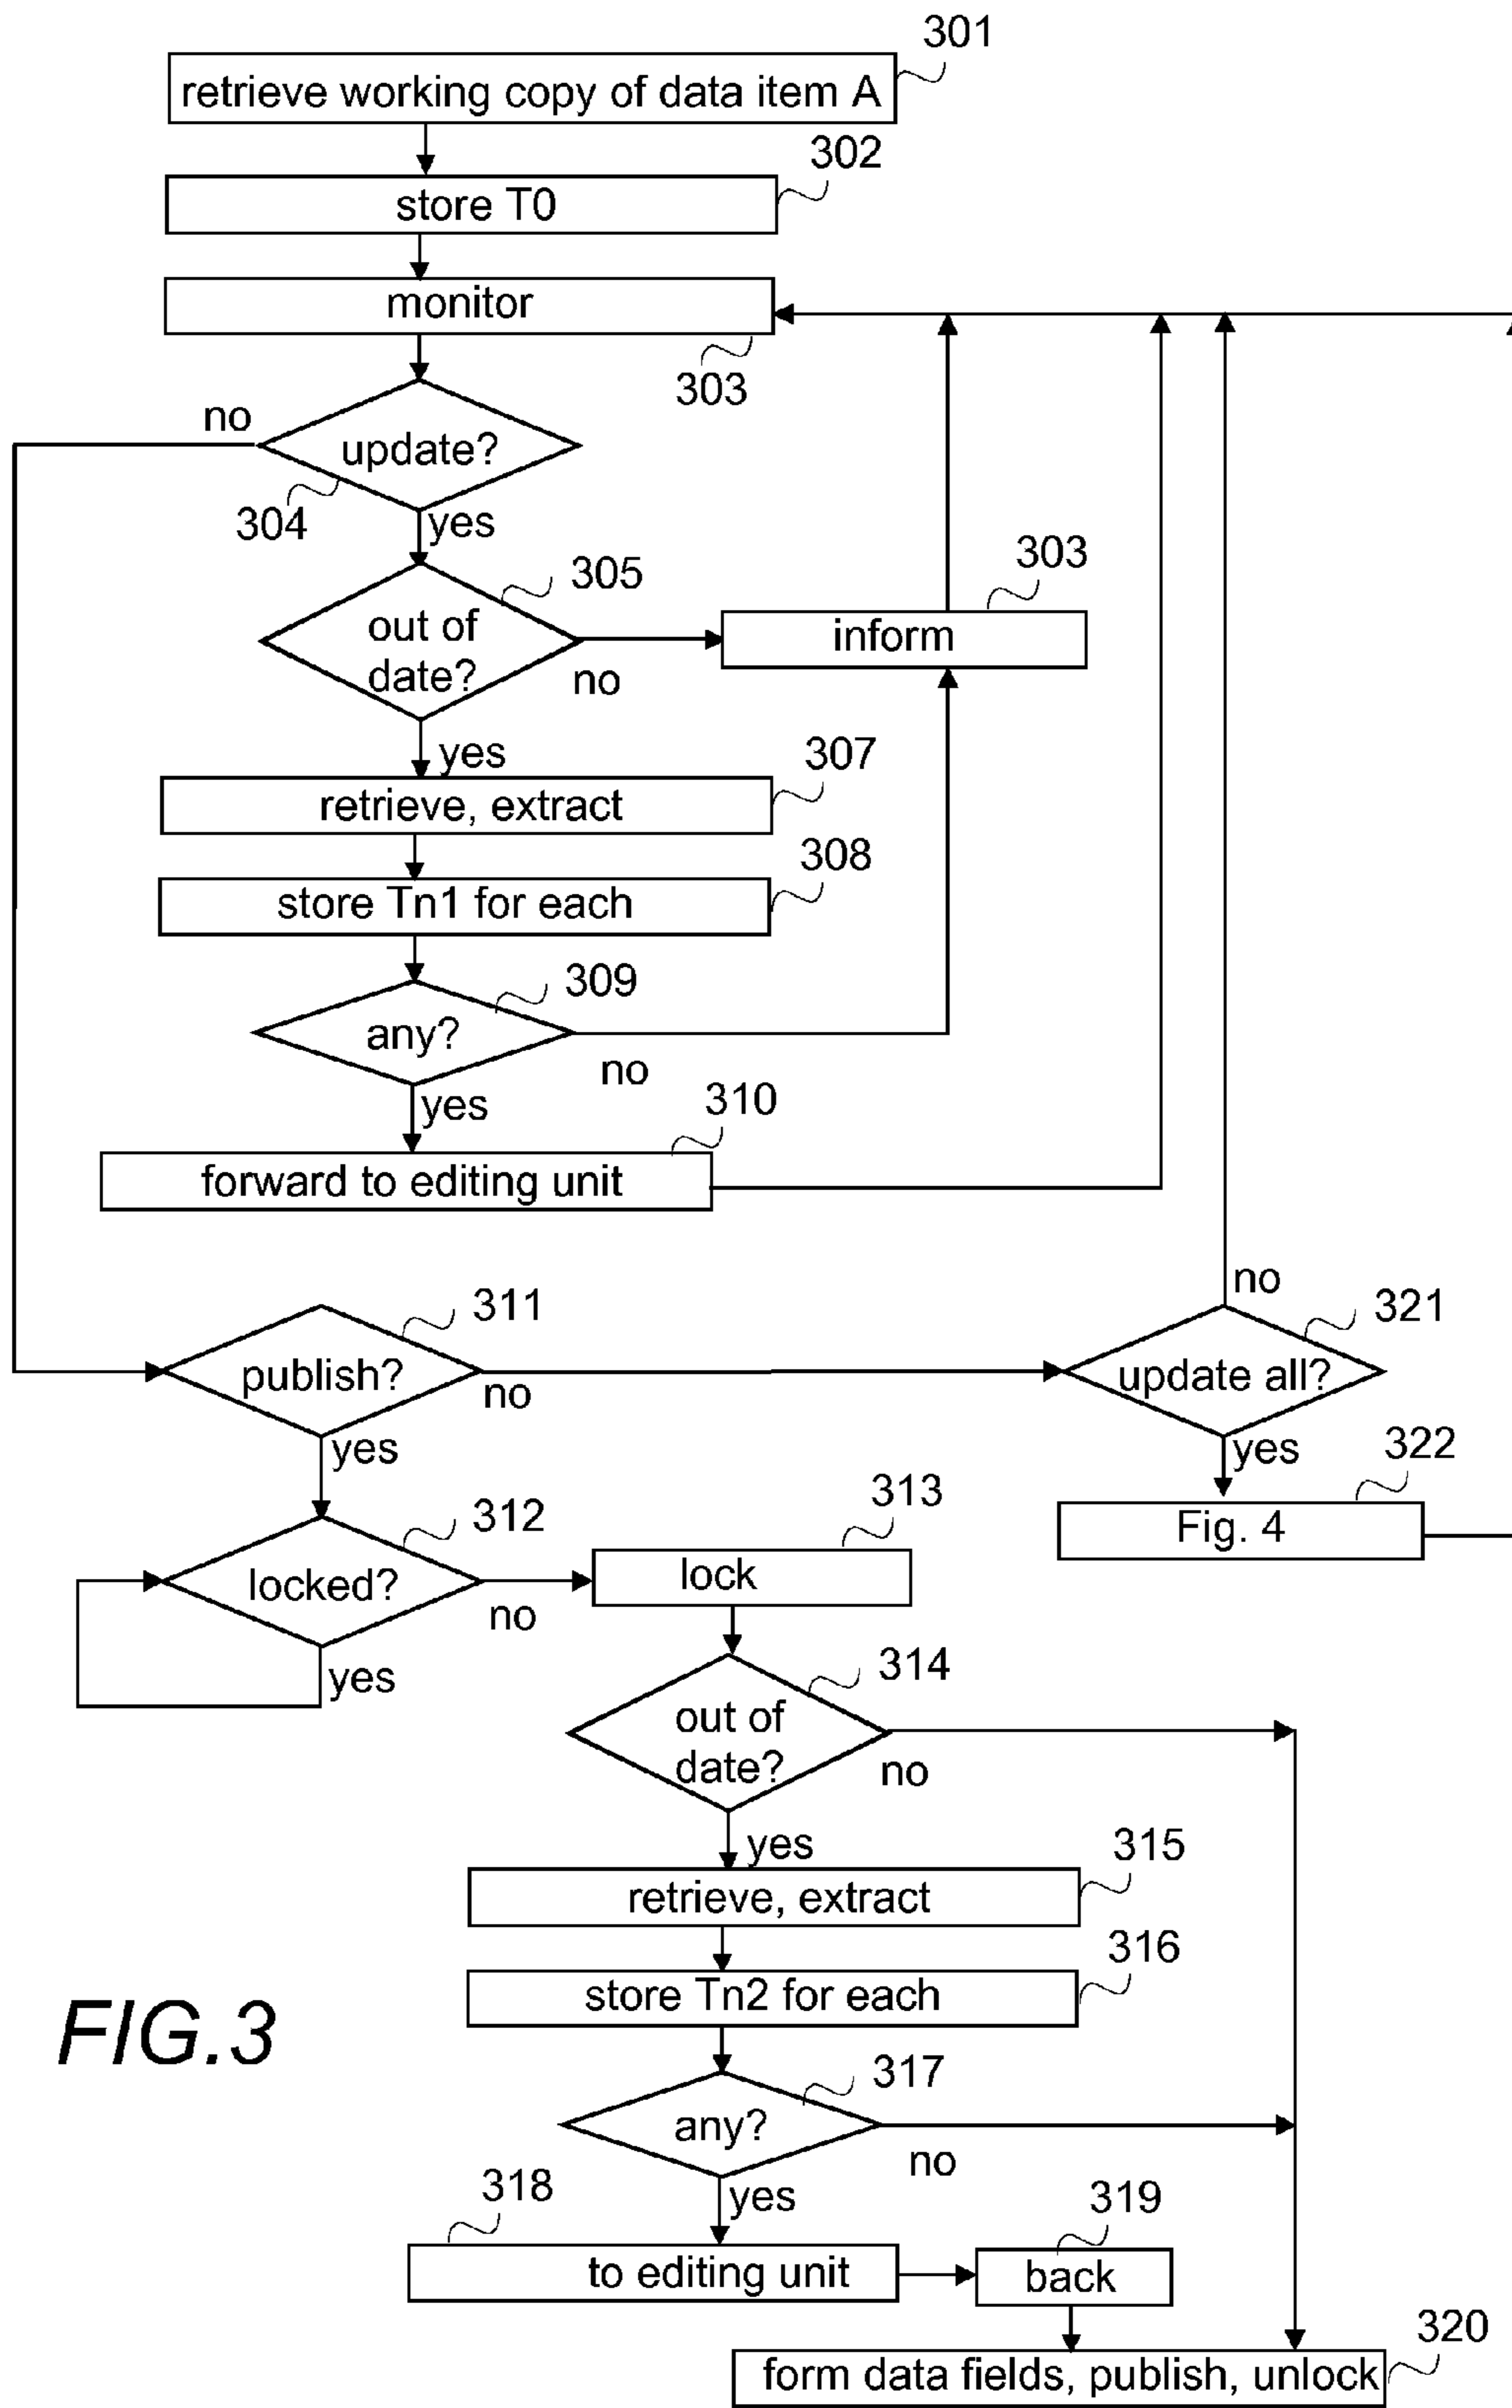 301
retrieve working copy of data item A
302
store T0
monitor
303
no
update?
304
yes
305
303
out of
date?
inform
no
yes
307
retrieve, extract
308
store Tn1 for each
309
any?
no
yes
310
forward to editing unit
no
311
321
publish?
update all?
no
yes
yes
322
312
313
Fig. 4
locked?
lock
no
yes
314
out of
date?
no
yes
315
retrieve, extract
316
store Tn2 for each
FIG.3
317
any?
no
yes
318
319
to editing unit
back
320
form data fields, publish, unlock